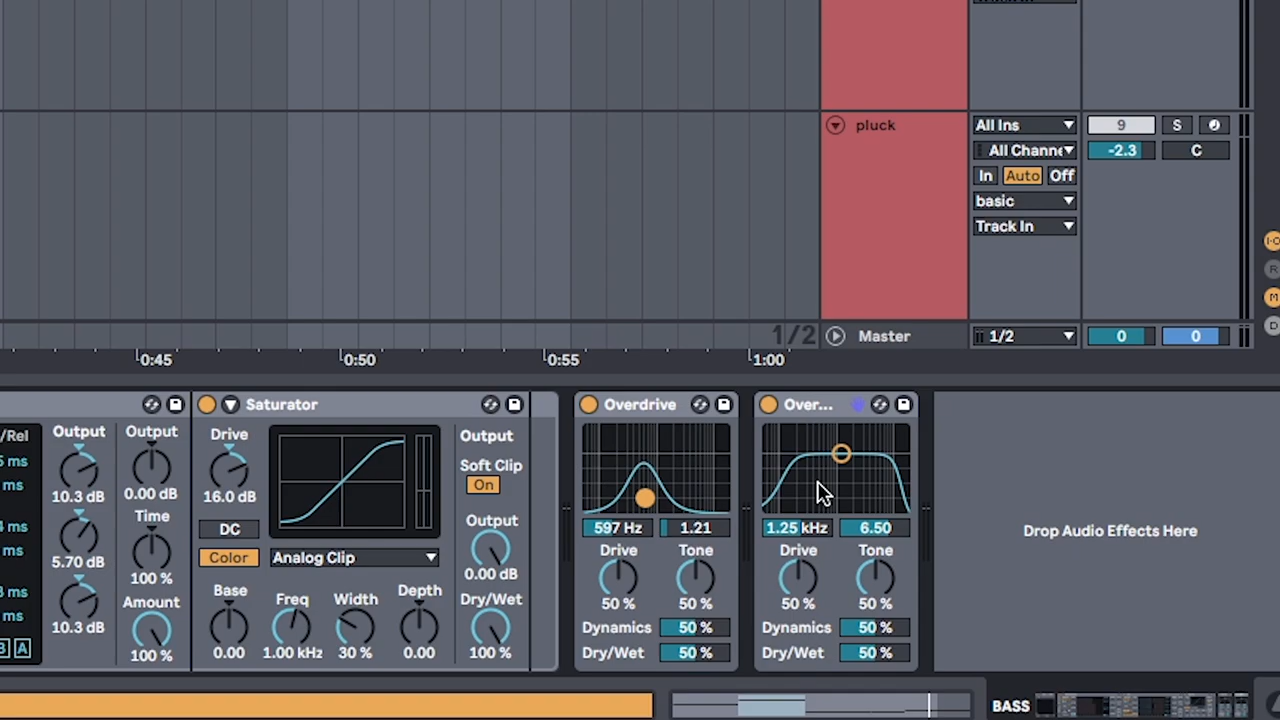 pluck
All Ins
9
S
All Channe
-2.3
C
In
Auto
Off
basic
Track In
1/2
Master
1/2
0
0
0:45
0:50
0:55
1:00
Saturator
Overdrive
Over...
/Rel
Output
Output
Drive
Output
5 ms
10.3 dB
0.00 dB
16.0 dB
Soft Clip
ms
On
Time
DC
597 Hz
1.21
1.25 kHz
6.50
4 ms
5.70 dB
Output
ms
100 %
Color
Analog Clip
0.00 dB
Drive
Tone
Drive
Tone
Drop Audio Effects Here
Amount
Base
Freq
Width
Depth
Dry/Wet
50 %
50 %
50 %
50 %
ms
10.3 dB
Dynamics
50 %
Dynamics
50 %
A
100 %
0.00
1.00 kHz
30 %
0.00
100 %
Dry/Wet
50 %
Dry/Wet
50 %
BASS